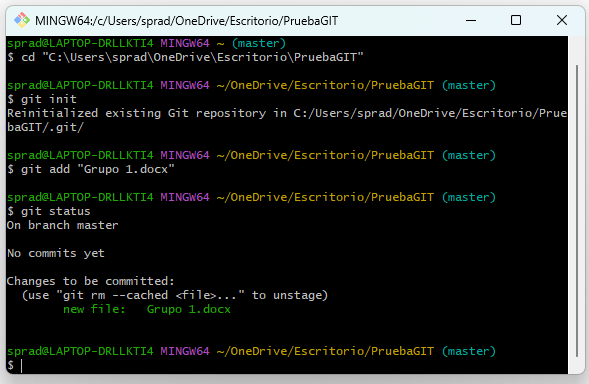 MINGW64:/c/Users/sprad/OneDrive/Escritorio/PruebaGIT
sprad@LAPTOP-DRLLKTI4 MINGW64 ~ (master)
$ cd "C:\Users\sprad\OneDrive\Escritorio\PruebaGIT"
sprad@LAPTOP-DRLLKTI4 MINGW64 ~/OneDrive/Escritorio/PruebaGIT (master)
$ git init
Reinitialized existing Git repository in C:/Users/sprad/OneDrive/Escritorio/Prue
baGIT/.git/
sprad@LAPTOP-DRLLKTI4 MINGW64 ~/OneDrive/Escritorio/PruebaGIT (master)
$ git add "Grupo 1.docx"
sprad@LAPTOP-DRLLKTI4 MINGW64 ~/OneDrive/Escritorio/PruebaGIT (master)
$ git status
On branch master
No commits yet
Changes to be committed:
  (use "git rm --cached <file>..." to unstage)
        new file:   Grupo 1.docx
sprad@LAPTOP-DRLLKTI4 MINGW64 ~/OneDrive/Escritorio/PruebaGIT (master)
$